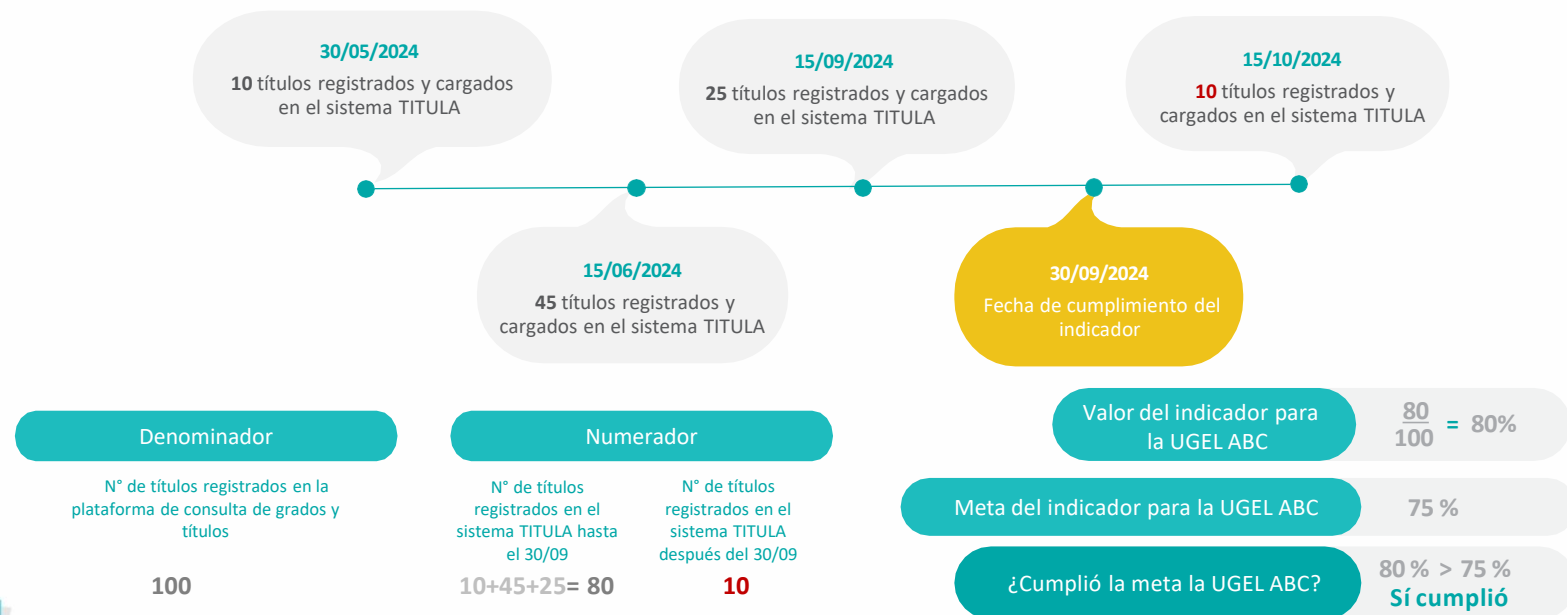 30/05/2024
10 títulos registrados y cargados
en el sistema TITULA
15/09/2024
25 títulos registrados y cargados
en el sistema TITULA
15/10/2024
10 títulos registrados y
cargados en el sistema TITULA
15/06/2024
45 títulos registrados y
cargados en el sistema TITULA
30/09/2024
Fecha de cumplimiento del
indicador
Denominador
N° de títulos registrados en la
plataforma de consulta de grados y
títulos
100
Numerador
N° de títulos
registrados en el
sistema TITULA hasta
el 30/09
10+45+25= 80
N° de títulos
registrados en el
sistema TITULA
después del 30/09
10
Valor del indicador para
la UGEL ABC
80
100 = 80%
Meta del indicador para la UGEL ABC
75 %
¿Cumplió la meta la UGEL ABC?
80 % > 75 %
Sí cumplió